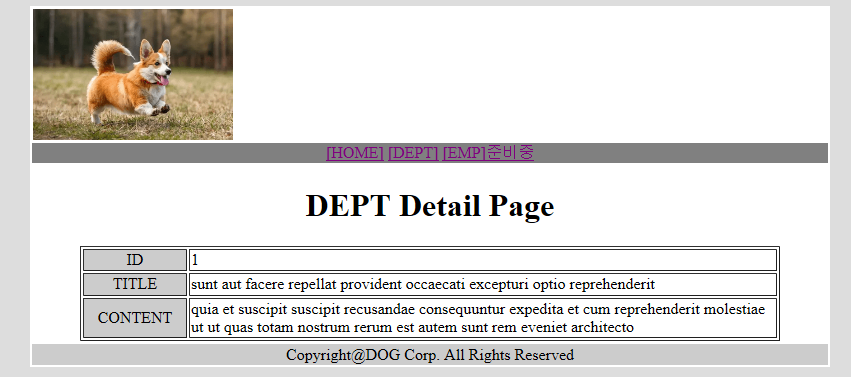 [HOME] [DEPT] [EMP]준비중
DEPT Detail Page
ID 1
TITLE sunt aut facere repellat provident occaecati excepturi optio reprehenderit
CONTENT quia et suscipit suscipit recusandae consequuntur expedita et cum reprehenderit molestiae
ut ut quas totam nostrum rerum est autem sunt rem eveniet architecto
Copyright@DOG Corp. All Rights Reserved